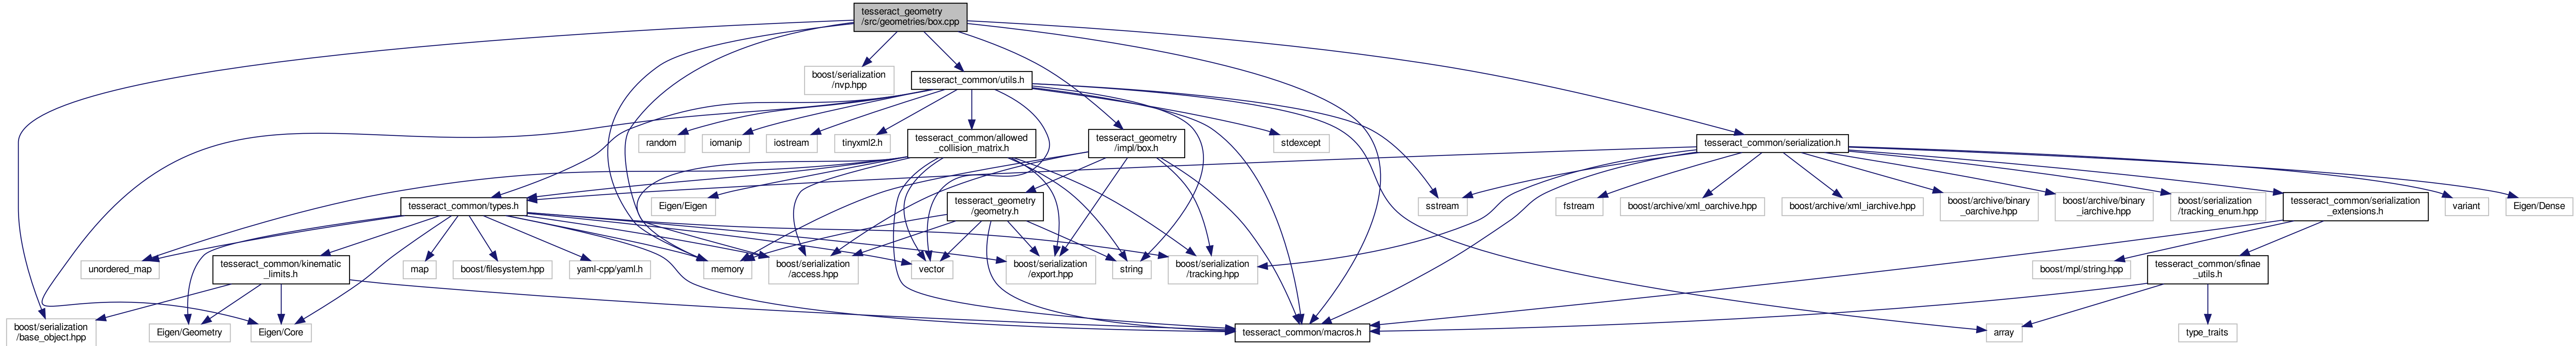 tesseract_geometry
/src/geometries/box.cpp
boost/serialization
/nvp.hpp
tesseract_common/utils.h
random
iomanip
iostream
tinyxml2.h
tesseract_common/allowed
_collision_matrix.h
tesseract_geometry
/impl/box.h
stdexcept
tesseract_common/serialization.h
tesseract_common/types.h
Eigen/Eigen
tesseract_geometry
/geometry.h
sstream
fstream
boost/archive/xml_oarchive.hpp
boost/archive/xml_iarchive.hpp
boost/archive/binary
_oarchive.hpp
boost/archive/binary
_iarchive.hpp
boost/serialization
/tracking_enum.hpp
tesseract_common/serialization
_extensions.h
variant
Eigen/Dense
unordered_map
tesseract_common/kinematic
_limits.h
map
boost/filesystem.hpp
yaml-cpp/yaml.h
memory
boost/serialization
/access.hpp
vector
boost/serialization
/export.hpp
string
boost/serialization
/tracking.hpp
boost/mpl/string.hpp
tesseract_common/sfinae
_utils.h
boost/serialization
/base_object.hpp
Eigen/Geometry
Eigen/Core
tesseract_common/macros.h
array
type_traits